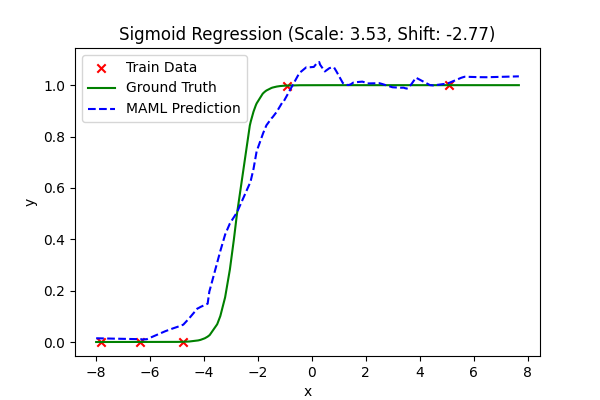 Sigmoid Regression (Scale: 3.53, Shift: -2.77)
Train Data
Ground Truth
MAML Prediction
1.0
0.8
0.6
0.4
0.2
0.0
y
−8 −6 −4 −2 0 2 4 6 8
x